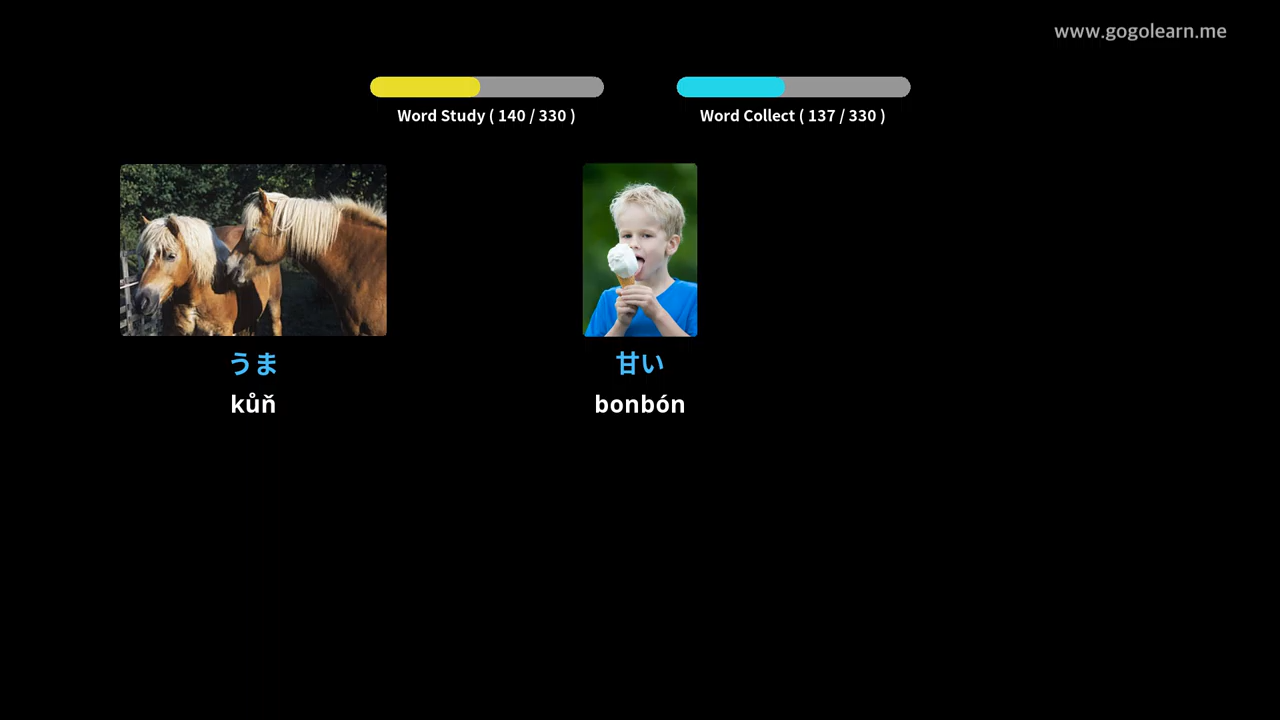 www.gogolearn.me
Word Study ( 140 / 330 )
Word Collect ( 137 / 330 )
うま
kůň
甘い
bonbón